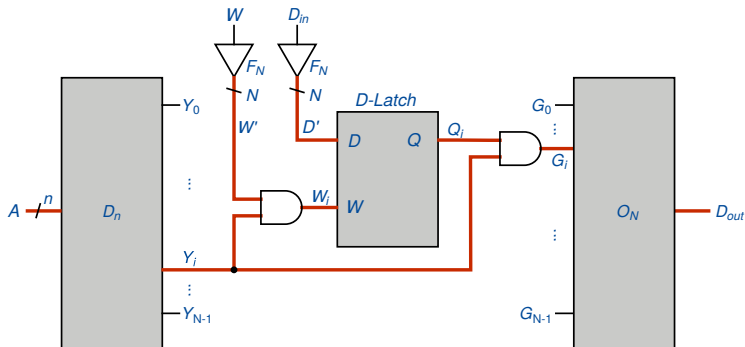 W
D_in
F_N
F_N
N
N
D-Latch
Y_0
G_0
W'
D'
D
Q
Q_i
G_i
...
...
A
n
D_n
W_i
W
O_N
D_out
Y_i
...
...
Y_N-1
G_N-1